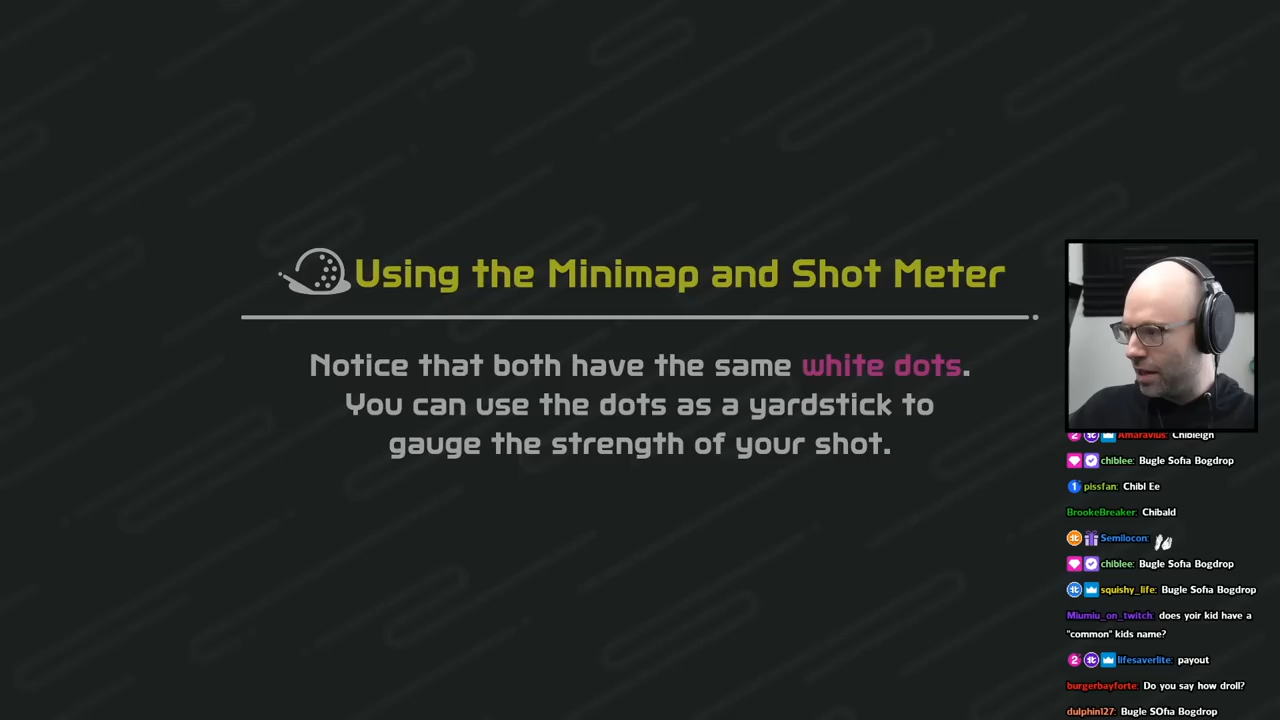 Using the Minimap and Shot Meter
Notice that both have the same white dots.
You can use the dots as a yardstick to
gauge the strength of your shot.
Amaravius: Chibleigh
chiblee: Bugle Sofia Bogdrop
pissfan: Chibl Ee
BrookeBreaker: Chibald
Semilocon:
chiblee: Bugle Sofia Bogdrop
squishy_life: Bugle Sofia Bogdrop
Miumiu_on_twitch: does yoir kid have a
"common" kids name?
lifesaverlite: payout
burgerbayforte: Do you say how droll?
dulphin127: Bugle SOfia Bogdrop